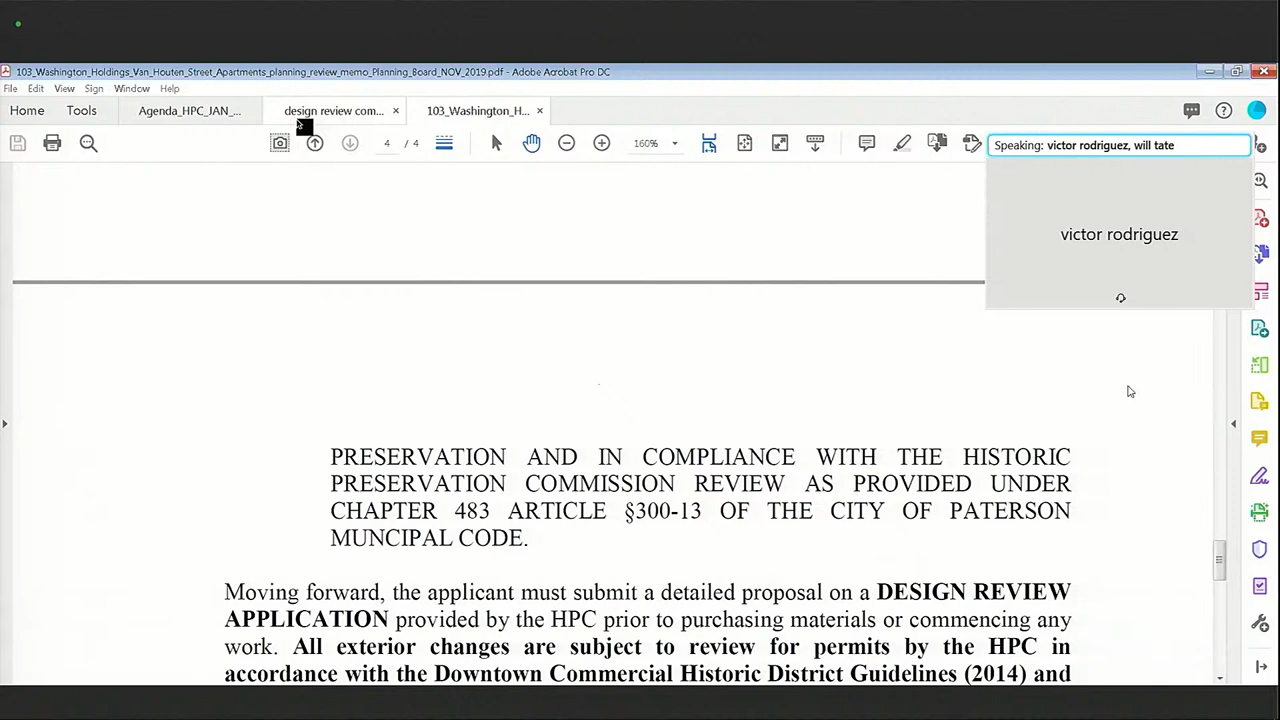 103_Washington_Holdings_Van_Houten_Street_Apartments_planning_review_memo_Planning_Board_NOV_2019.pdf - Adobe Acrobat Pro DC
File Edit View Sign Window Help
Home Tools Agenda_HPC_JAN_... design review com... 103_Washington_H...
4 / 4 160%
Speaking: victor rodriguez, will tate
victor rodriguez
PRESERVATION AND IN COMPLIANCE WITH THE HISTORIC
PRESERVATION COMMISSION REVIEW AS PROVIDED UNDER
CHAPTER 483 ARTICLE §300-13 OF THE CITY OF PATERSON
MUNCIPAL CODE.
Moving forward, the applicant must submit a detailed proposal on a DESIGN REVIEW
APPLICATION provided by the HPC prior to purchasing materials or commencing any
work. All exterior changes are subject to review for permits by the HPC in
accordance with the Downtown Commercial Historic District Guidelines (2014) and